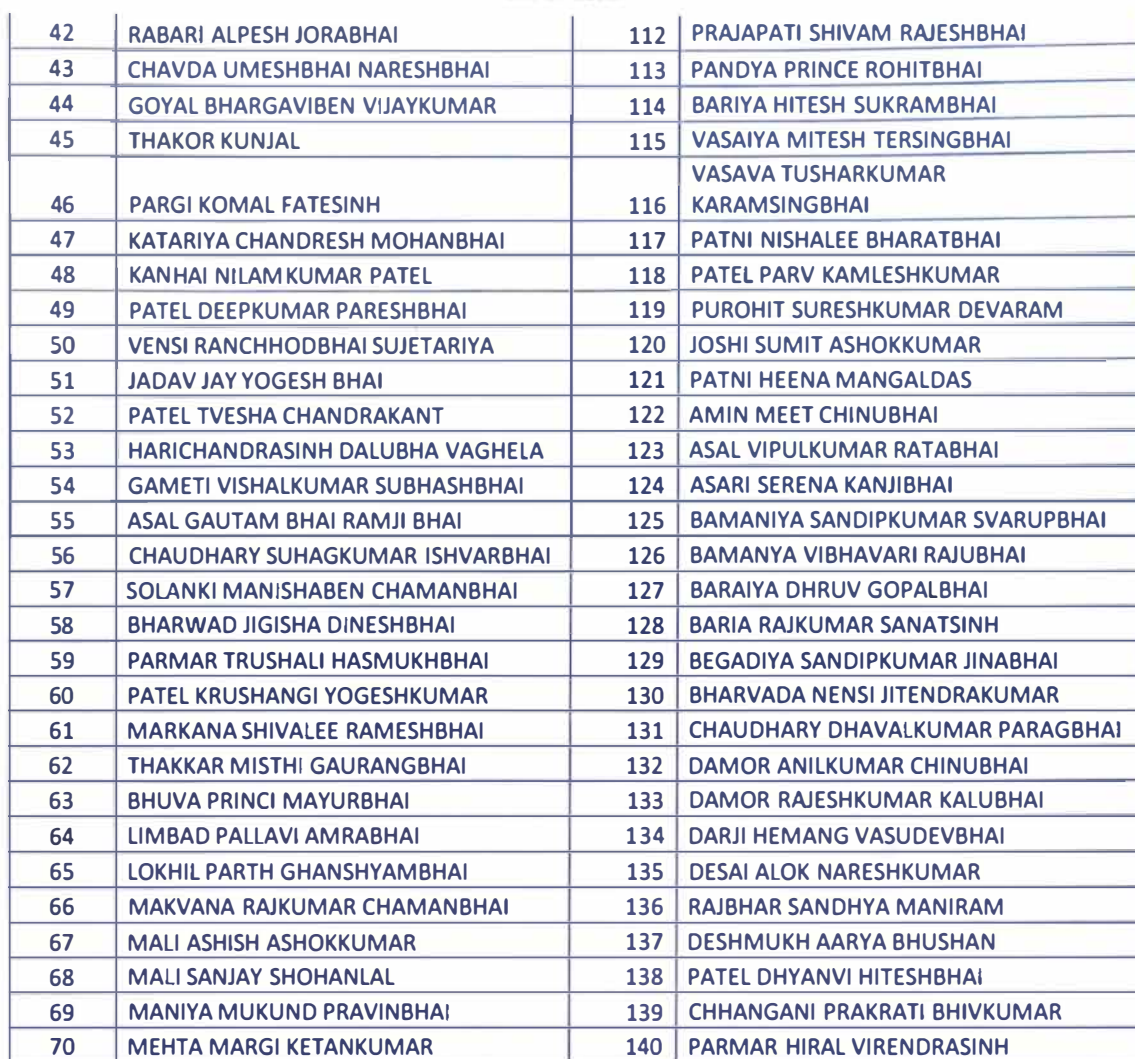 42 RABARI ALPESH JORABHAI 112 PRAJAPATI SHIVAM RAJESHBHAI
43 CHAVDA UMESHBHAI NARESHBHAI 113 PANDYA PRINCE ROHITBHAI
44 GOYAL BHARGAVIBEN VIJAYKUMAR 114 BARIYA HITESH SUKRAMBHAI
45 THAKOR KUNJAL 115 VASAIYA MITESH TERSINGBHAI
VASAVA TUSHARKUMAR
46 PARGI KOMAL FATESINH 116 KARAMSINGBHAI
47 KATARIYA CHANDRESH MOHANBHAI 117 PATNI NISHALEE BHARATBHAI
48 KANHAI NILAMKUMAR PATEL 118 PATEL PARV KAMLESHKUMAR
49 PATEL DEEPKUMAR PARESHBHAI 119 PUROHIT SURESHKUMAR DEVARAM
50 VENSI RANCHHODBHAI SUJETARIYA 120 JOSHI SUMIT ASHOKKUMAR
51 JADAV JAY YOGESH BHAI 121 PATNI HEENA MANGALDAS
52 PATEL TVESHA CHANDRAKANT 122 AMIN MEET CHINUBHAI
53 HARICHANDRASINH DALUBHA VAGHELA 123 ASAL VIPULKUMAR RATABHAI
54 GAMETI VISHALKUMAR SUBHASHBHAI 124 ASARI SERENA KANJIBHAI
55 ASAL GAUTAM BHAI RAMJI BHAI 125 BAMANIYA SANDIPKUMAR SVARUPBHAI
56 CHAUDHARY SUHAGKUMAR ISHVARBHAI 126 BAMANYA VIBHAVARI RAJUBHAI
57 SOLANKI MANISHABEN CHAMANBHAI 127 BARAIYA DHRUV GOPALBHAI
58 BHARWAD JIGISHA DINESHBHAI 128 BARIA RAJKUMAR SANATSINH
59 PARMAR TRUSHALI HASMUKHBHAI 129 BEGADIYA SANDIPKUMAR JINABHAI
60 PATEL KRUSHANGI YOGESHKUMAR 130 BHARVADA NENSI JITENDRAKUMAR
61 MARKANA SHIVALEE RAMESHBHAI 131 CHAUDHARY DHAVALKUMAR PARAGBHAI
62 THAKKAR MISTHI GAURANGBHAI 132 DAMOR ANILKUMAR CHINUBHAI
63 BHUVA PRINCI MAYURBHAI 133 DAMOR RAJESHKUMAR KALUBHAI
64 LIMBAD PALLAVI AMRABHAI 134 DARJI HEMANG VASUDEVBHAI
65 LOKHIL PARTH GHANSHYAMBHAI 135 DESAI ALOK NARESHKUMAR
66 MAKVANA RAJKUMAR CHAMANBHAI 136 RAJBHAR SANDHYA MANIRAM
67 MALI ASHISH ASHOKKUMAR 137 DESHMUKH AARYA BHUSHAN
68 MALI SANJAY SHOHANLAL 138 PATEL DHYANVI HITESHBHAI
69 MANIYA MUKUND PRAVINBHAI 139 CHHANGANI PRAKRATI BHIVKUMAR
70 MEHTA MARGI KETANKUMAR 140 PARMAR HIRAL VIRENDRASINH